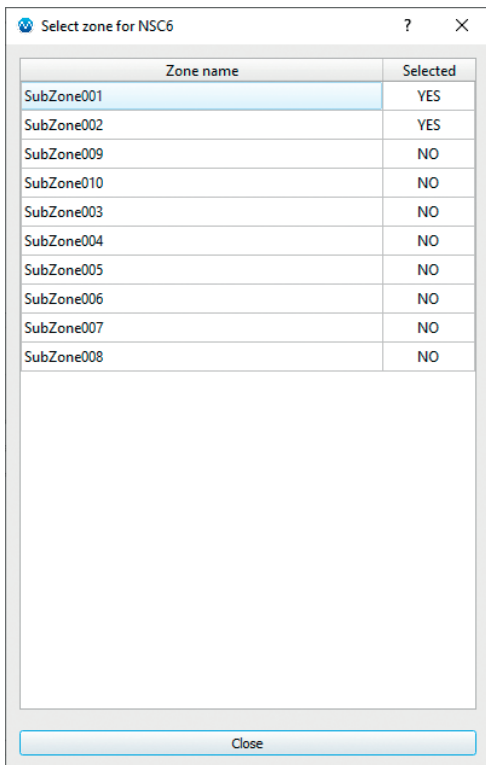 Select zone for NSC6 ?
Zone name Selected
SubZone001 YES
SubZone002 YES
SubZone009 NO
SubZone010 NO
SubZone003 NO
SubZone004 NO
SubZone005 NO
SubZone006 NO
SubZone007 NO
SubZone008 NO
Close